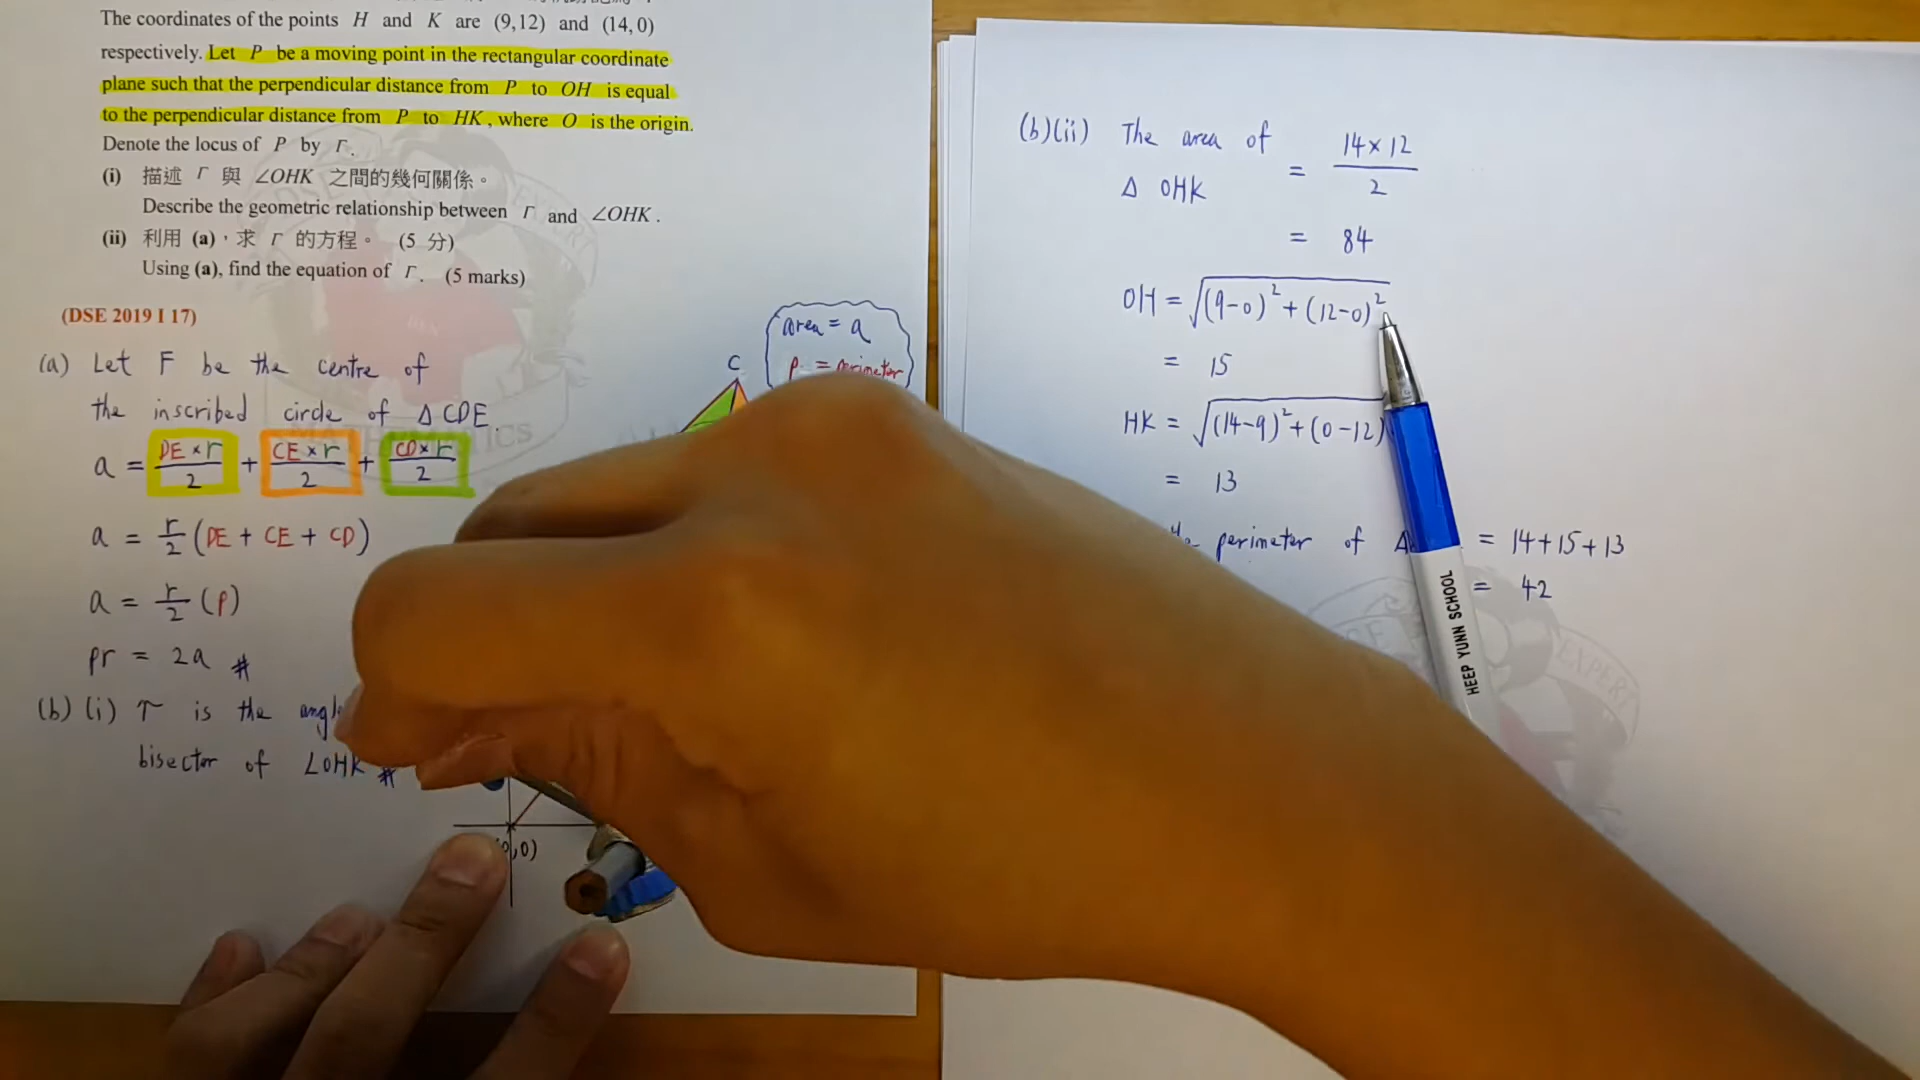 The coordinates of the points H and K are (9,12) and (14,0)
respectively. Let P be a moving point in the rectangular coordinate
plane such that the perpendicular distance from P to OH is equal
to the perpendicular distance from P to HK, where O is the origin.
Denote the locus of P by Γ.
(i) 描述 Γ 與 ∠OHK 之間的幾何關係。
Describe the geometric relationship between Γ and ∠OHK.
(ii) 利用 (a),求 Γ 的方程。 (5 分)
Using (a), find the equation of Γ. (5 marks)
(DSE 2019 I 17)
(a) Let F be the centre of
the inscribed circle of Δ CDE.
a = DE×r/2 + CE×r/2 + CD×r/2
a = r/2 (DE + CE + CD)
a = r/2 (p)
pr = 2a #
(b) (i) Γ is the
bisector of ∠OHK #
C
area = a
p = perimeter
,0)
(b)(ii) The area of Δ OHK = 14×12/2
= 84
OH = √((9-0)²+(12-0)²)
= 15
HK = √((14-9)²+(0-12)
= 13
perimeter of Δ = 14+15+13
= 42
HEEP YUNN SCHOOL
MATHEMATICS
EXPERT